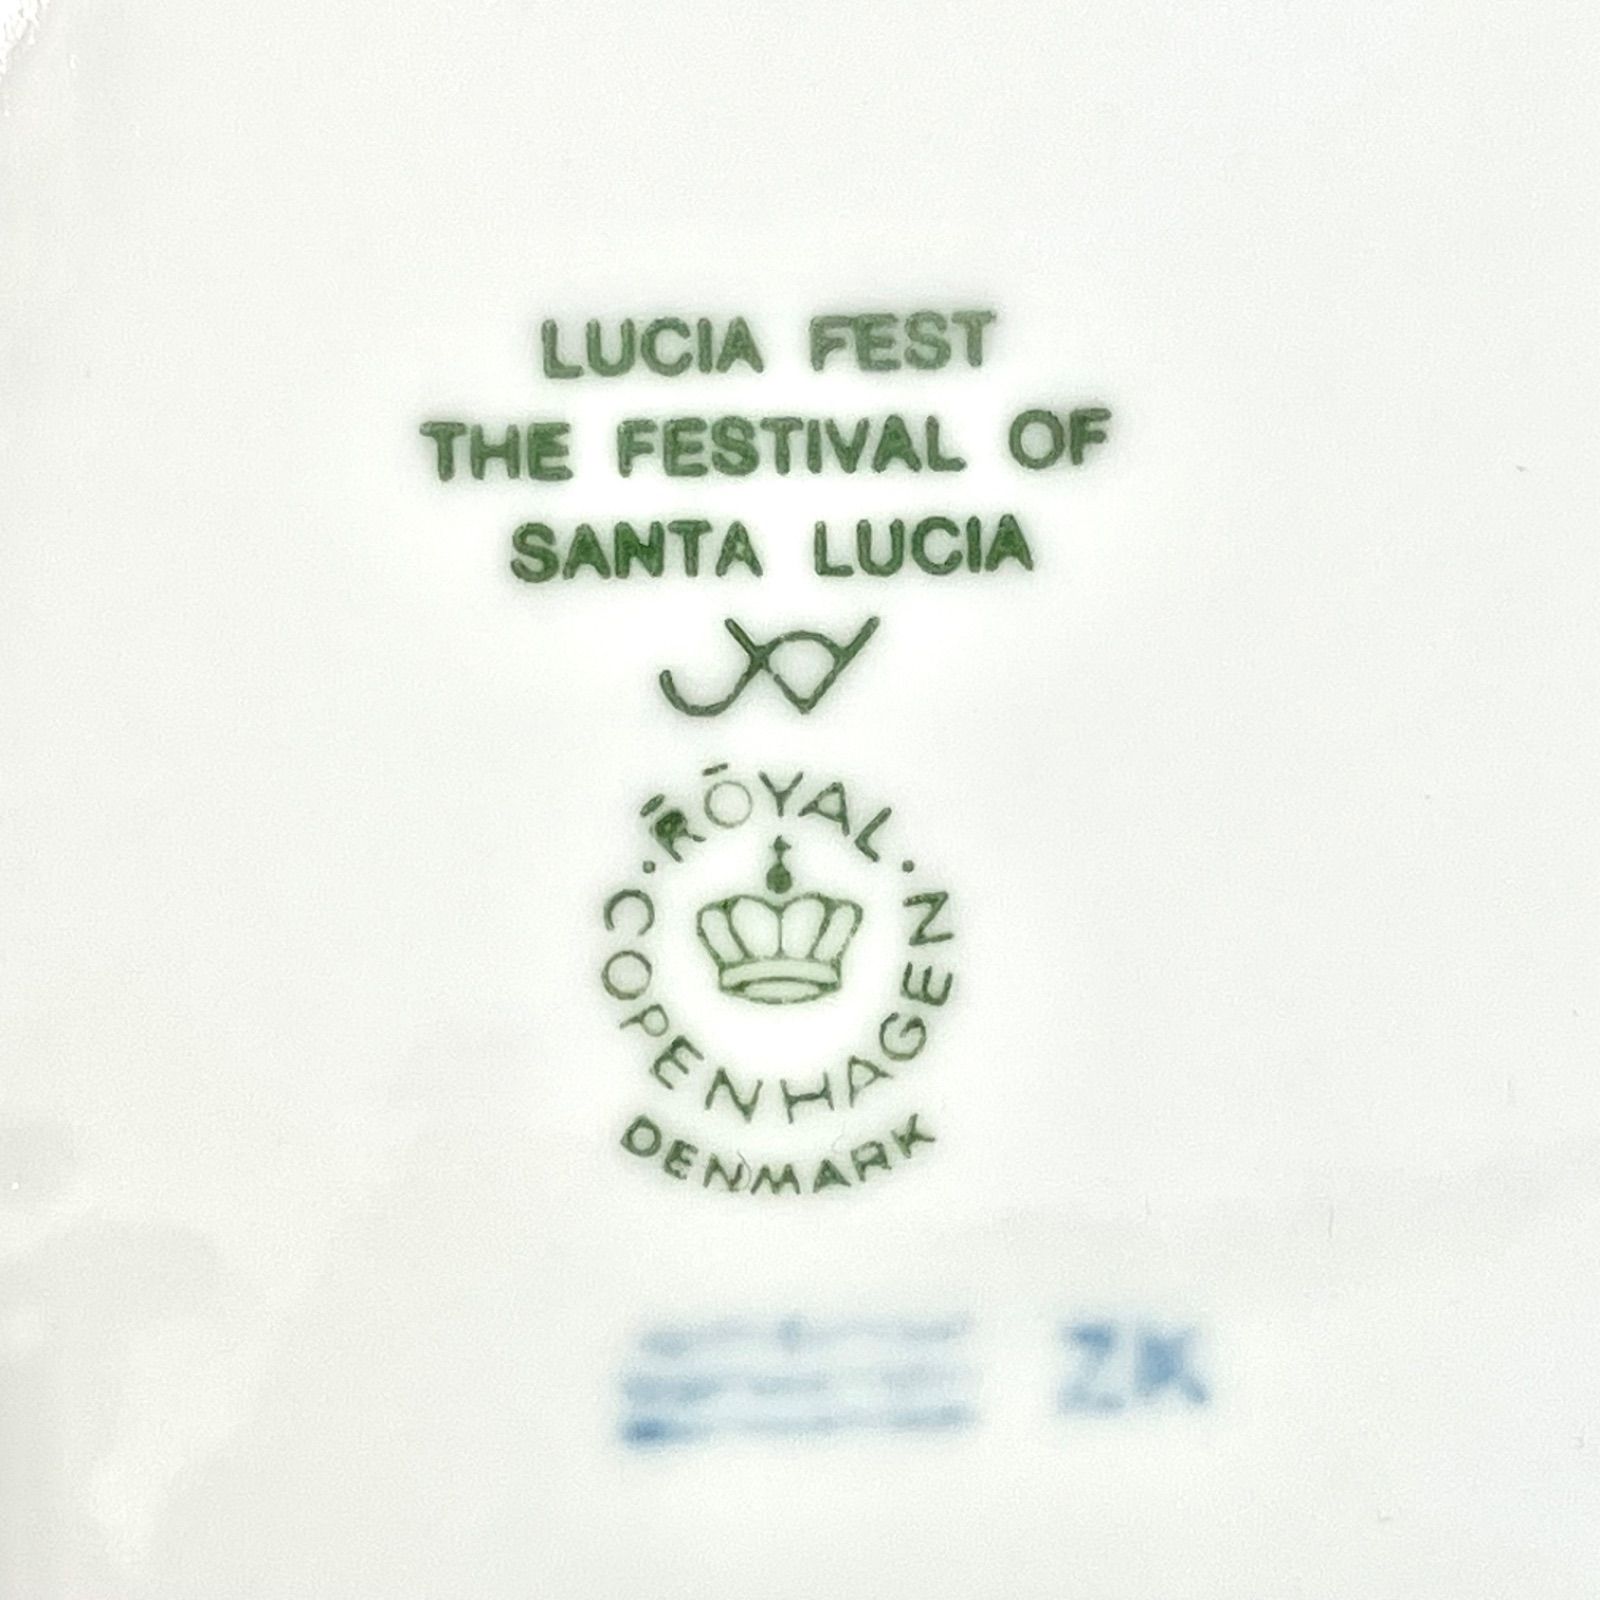 LUCIA FEST
THE FESTIVAL OF
SANTA LUCIA
ROYAL
COPENHAGEN
DENMARK
ZK